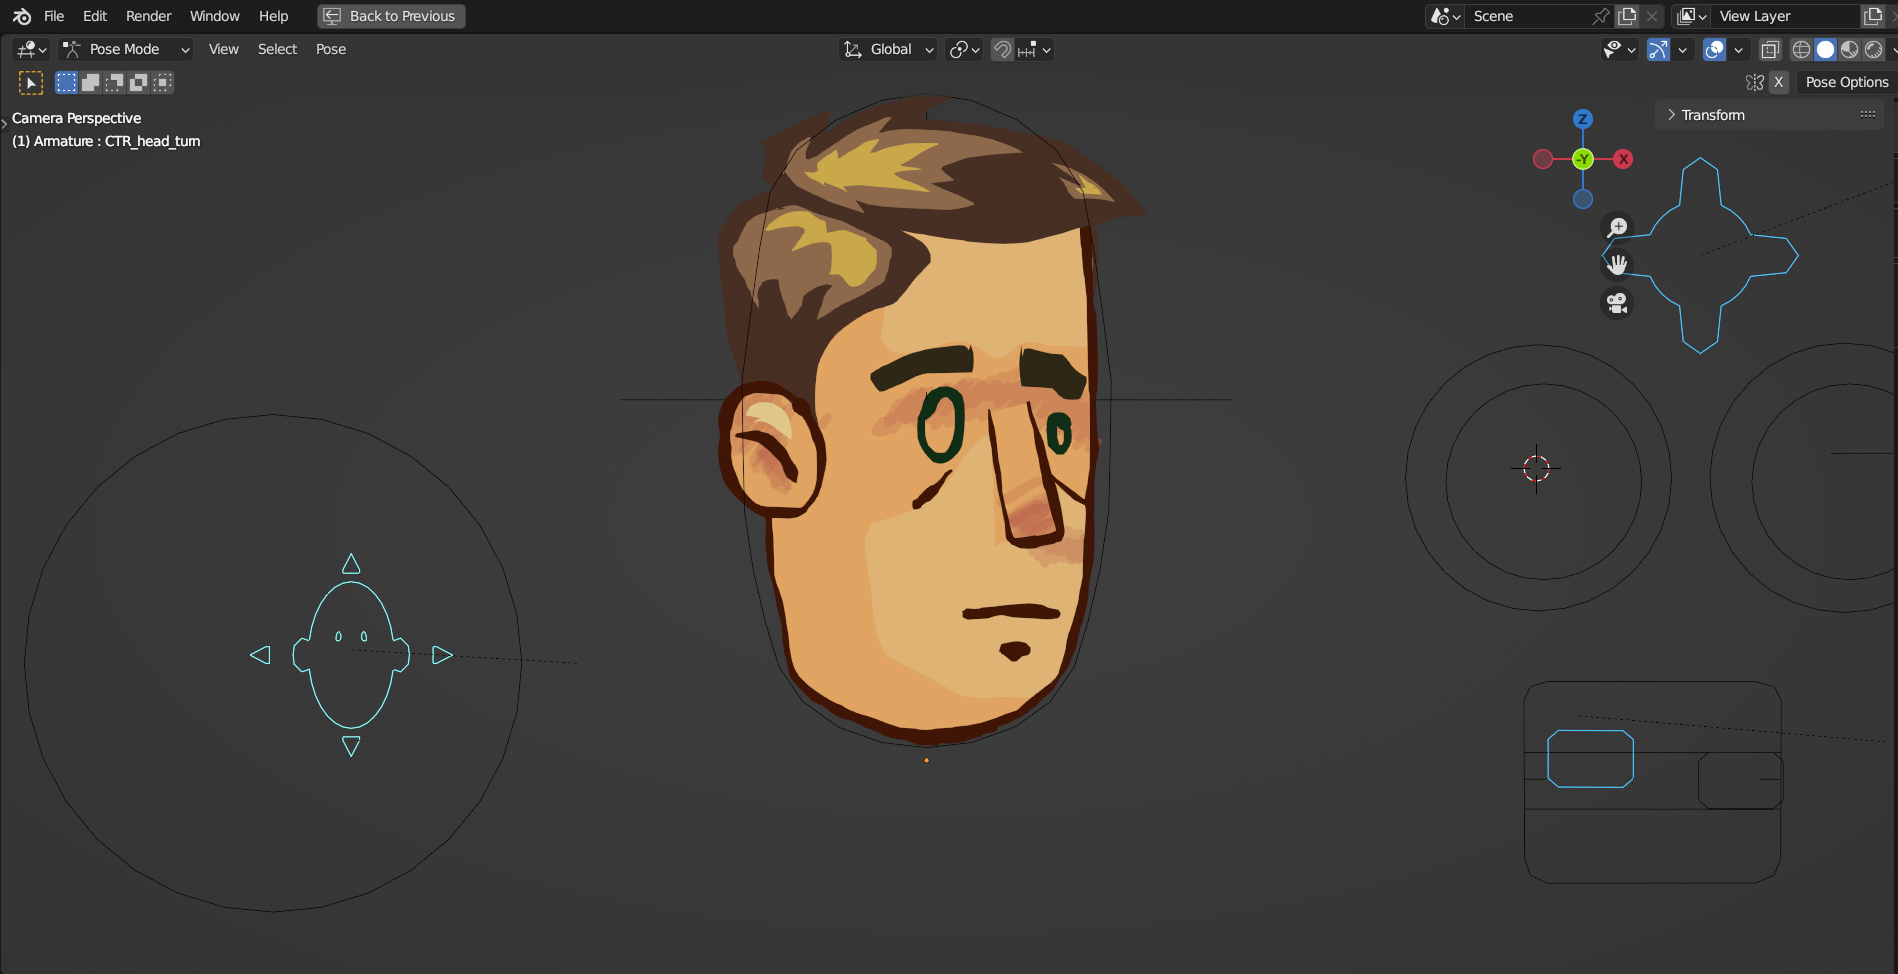 File Edit Render Window Help Back to Previous Scene View Layer
Pose Mode View Select Pose Global
X Pose Options
Camera Perspective
(1) Armature : CTR_head_turn
Transform
Z
-Y X